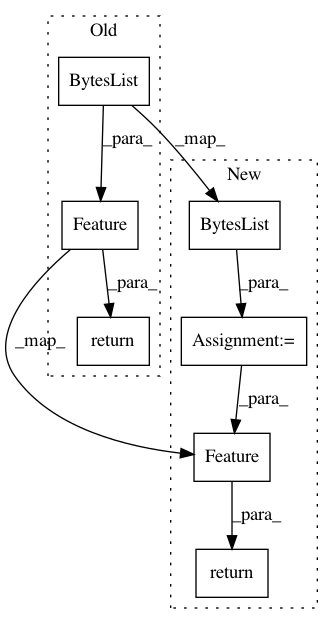 Old
BytesList
_para_
_map_
New
Feature
BytesList
_para_
_para_
_map_
return
Assignment:=
_para_
Feature
_para_
return